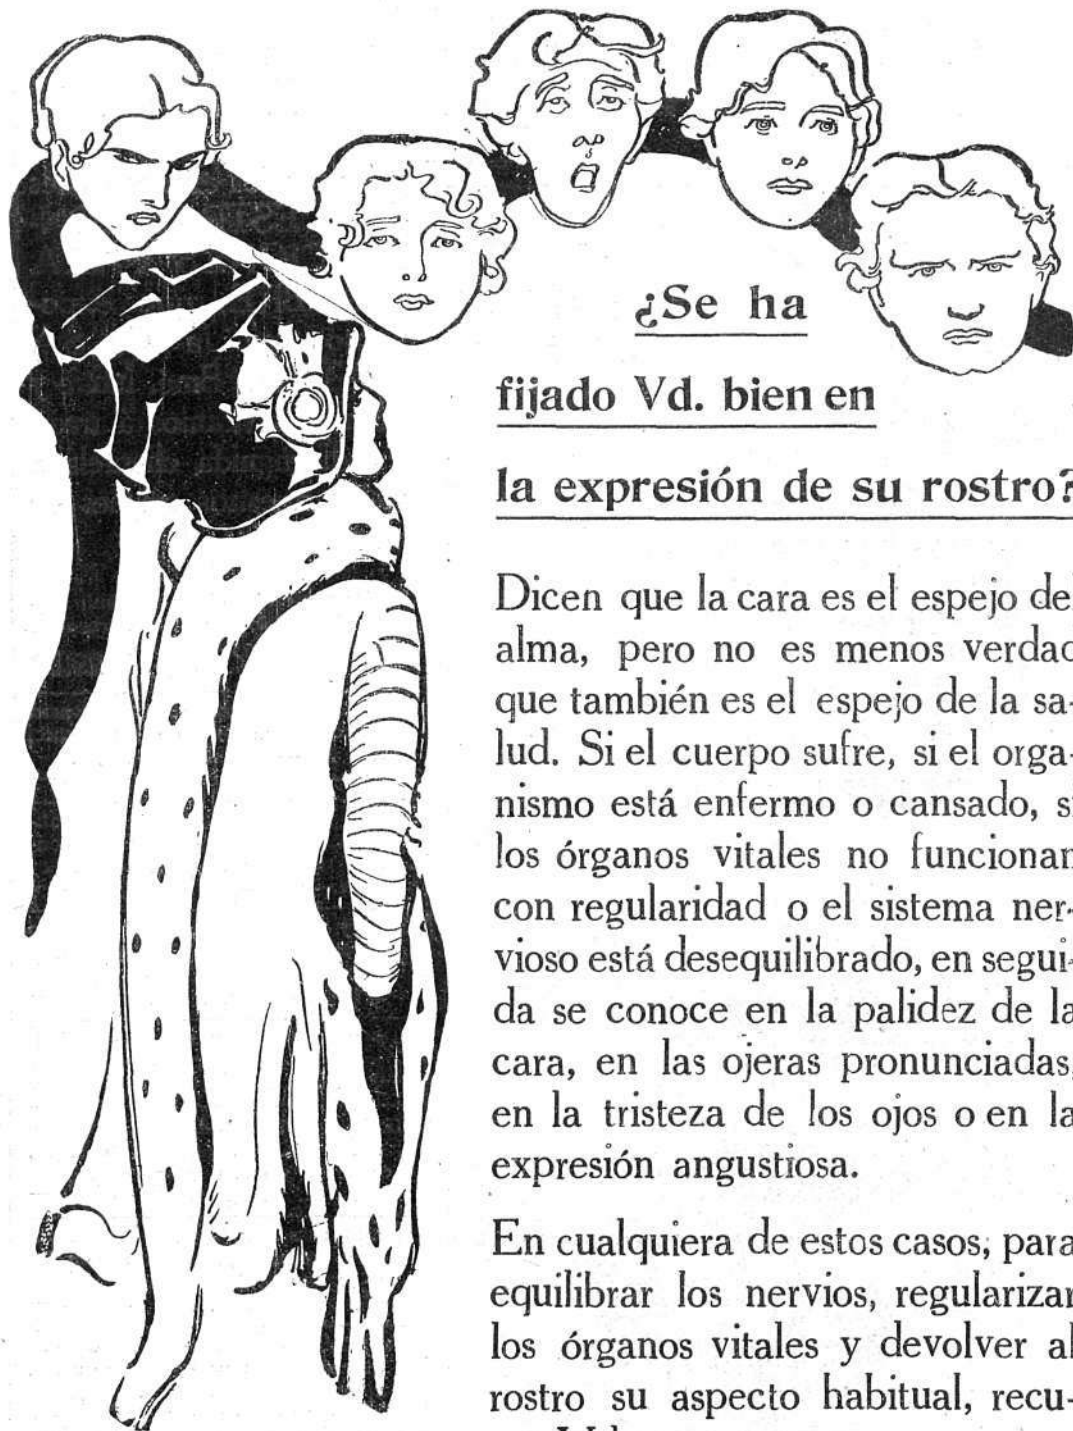 ¿Se ha
fijado Vd. bien en
la expresión de su rostro?
Dicen que la cara es el espejo del
alma, pero no es menos verdad
que también es el espejo de la sa-
lud. Si el cuerpo sufre, si el orga-
nismo está enfermo o cansado, si
los órganos vitales no funcionan
con regularidad o el sistema ner-
vioso está desequilibrado, en segui-
da se conoce en la palidez de la
cara, en las ojeras pronunciadas,
en la tristeza de los ojos o en la
expresión angustiosa.
En cualquiera de estos casos, para
equilibrar los nervios, regularizar
los órganos vitales y devolver al
rostro su aspecto habitual, recu-